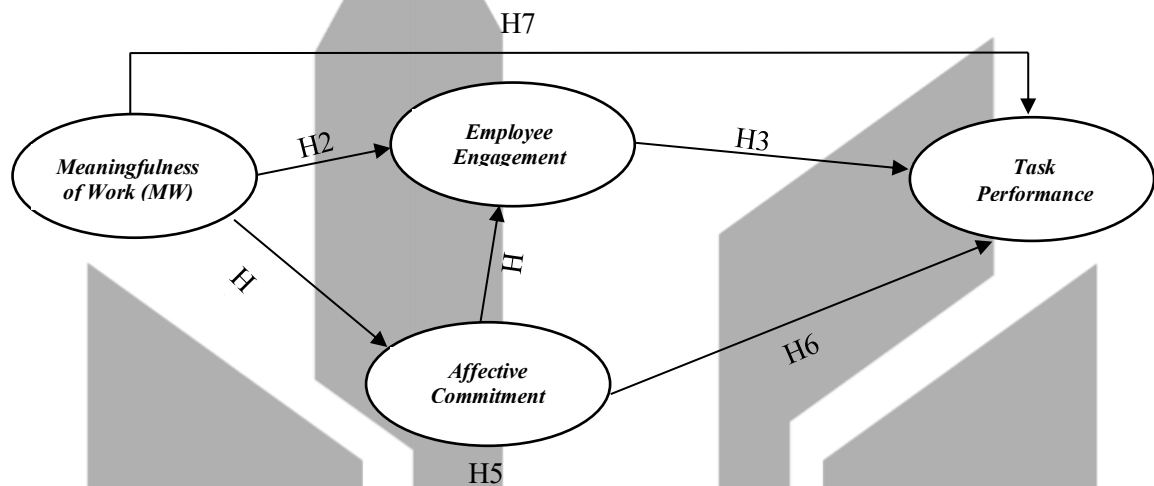 H7
Employee
Engagement
H2
H3
Meaningfulness
of Work (MW)
Task
Performance
H
H
Affective
Commitment
H6
H5